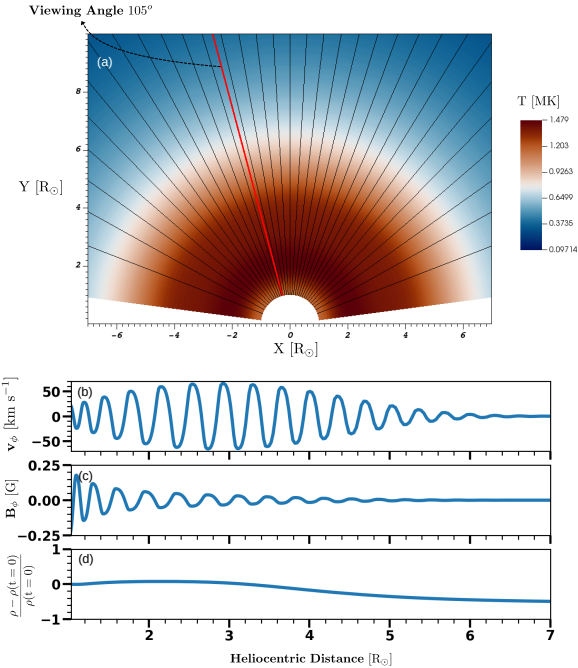 Viewing Angle 105°
(a)
8
6
4
2
Y [R☉]
−6 −4 −2 0 2 4 6
X [R☉]
T [MK]
1.479
1.203
0.9263
0.6499
0.3735
0.09714
(b)
50
0
−50
vϕ [km s⁻¹]
(c)
0.25
0.00
−0.25
Bϕ [G]
(d)
1
0
−1
ρ − ρ(t = 0)
ρ(t = 0)
2 3 4 5 6 7
Heliocentric Distance [R☉]